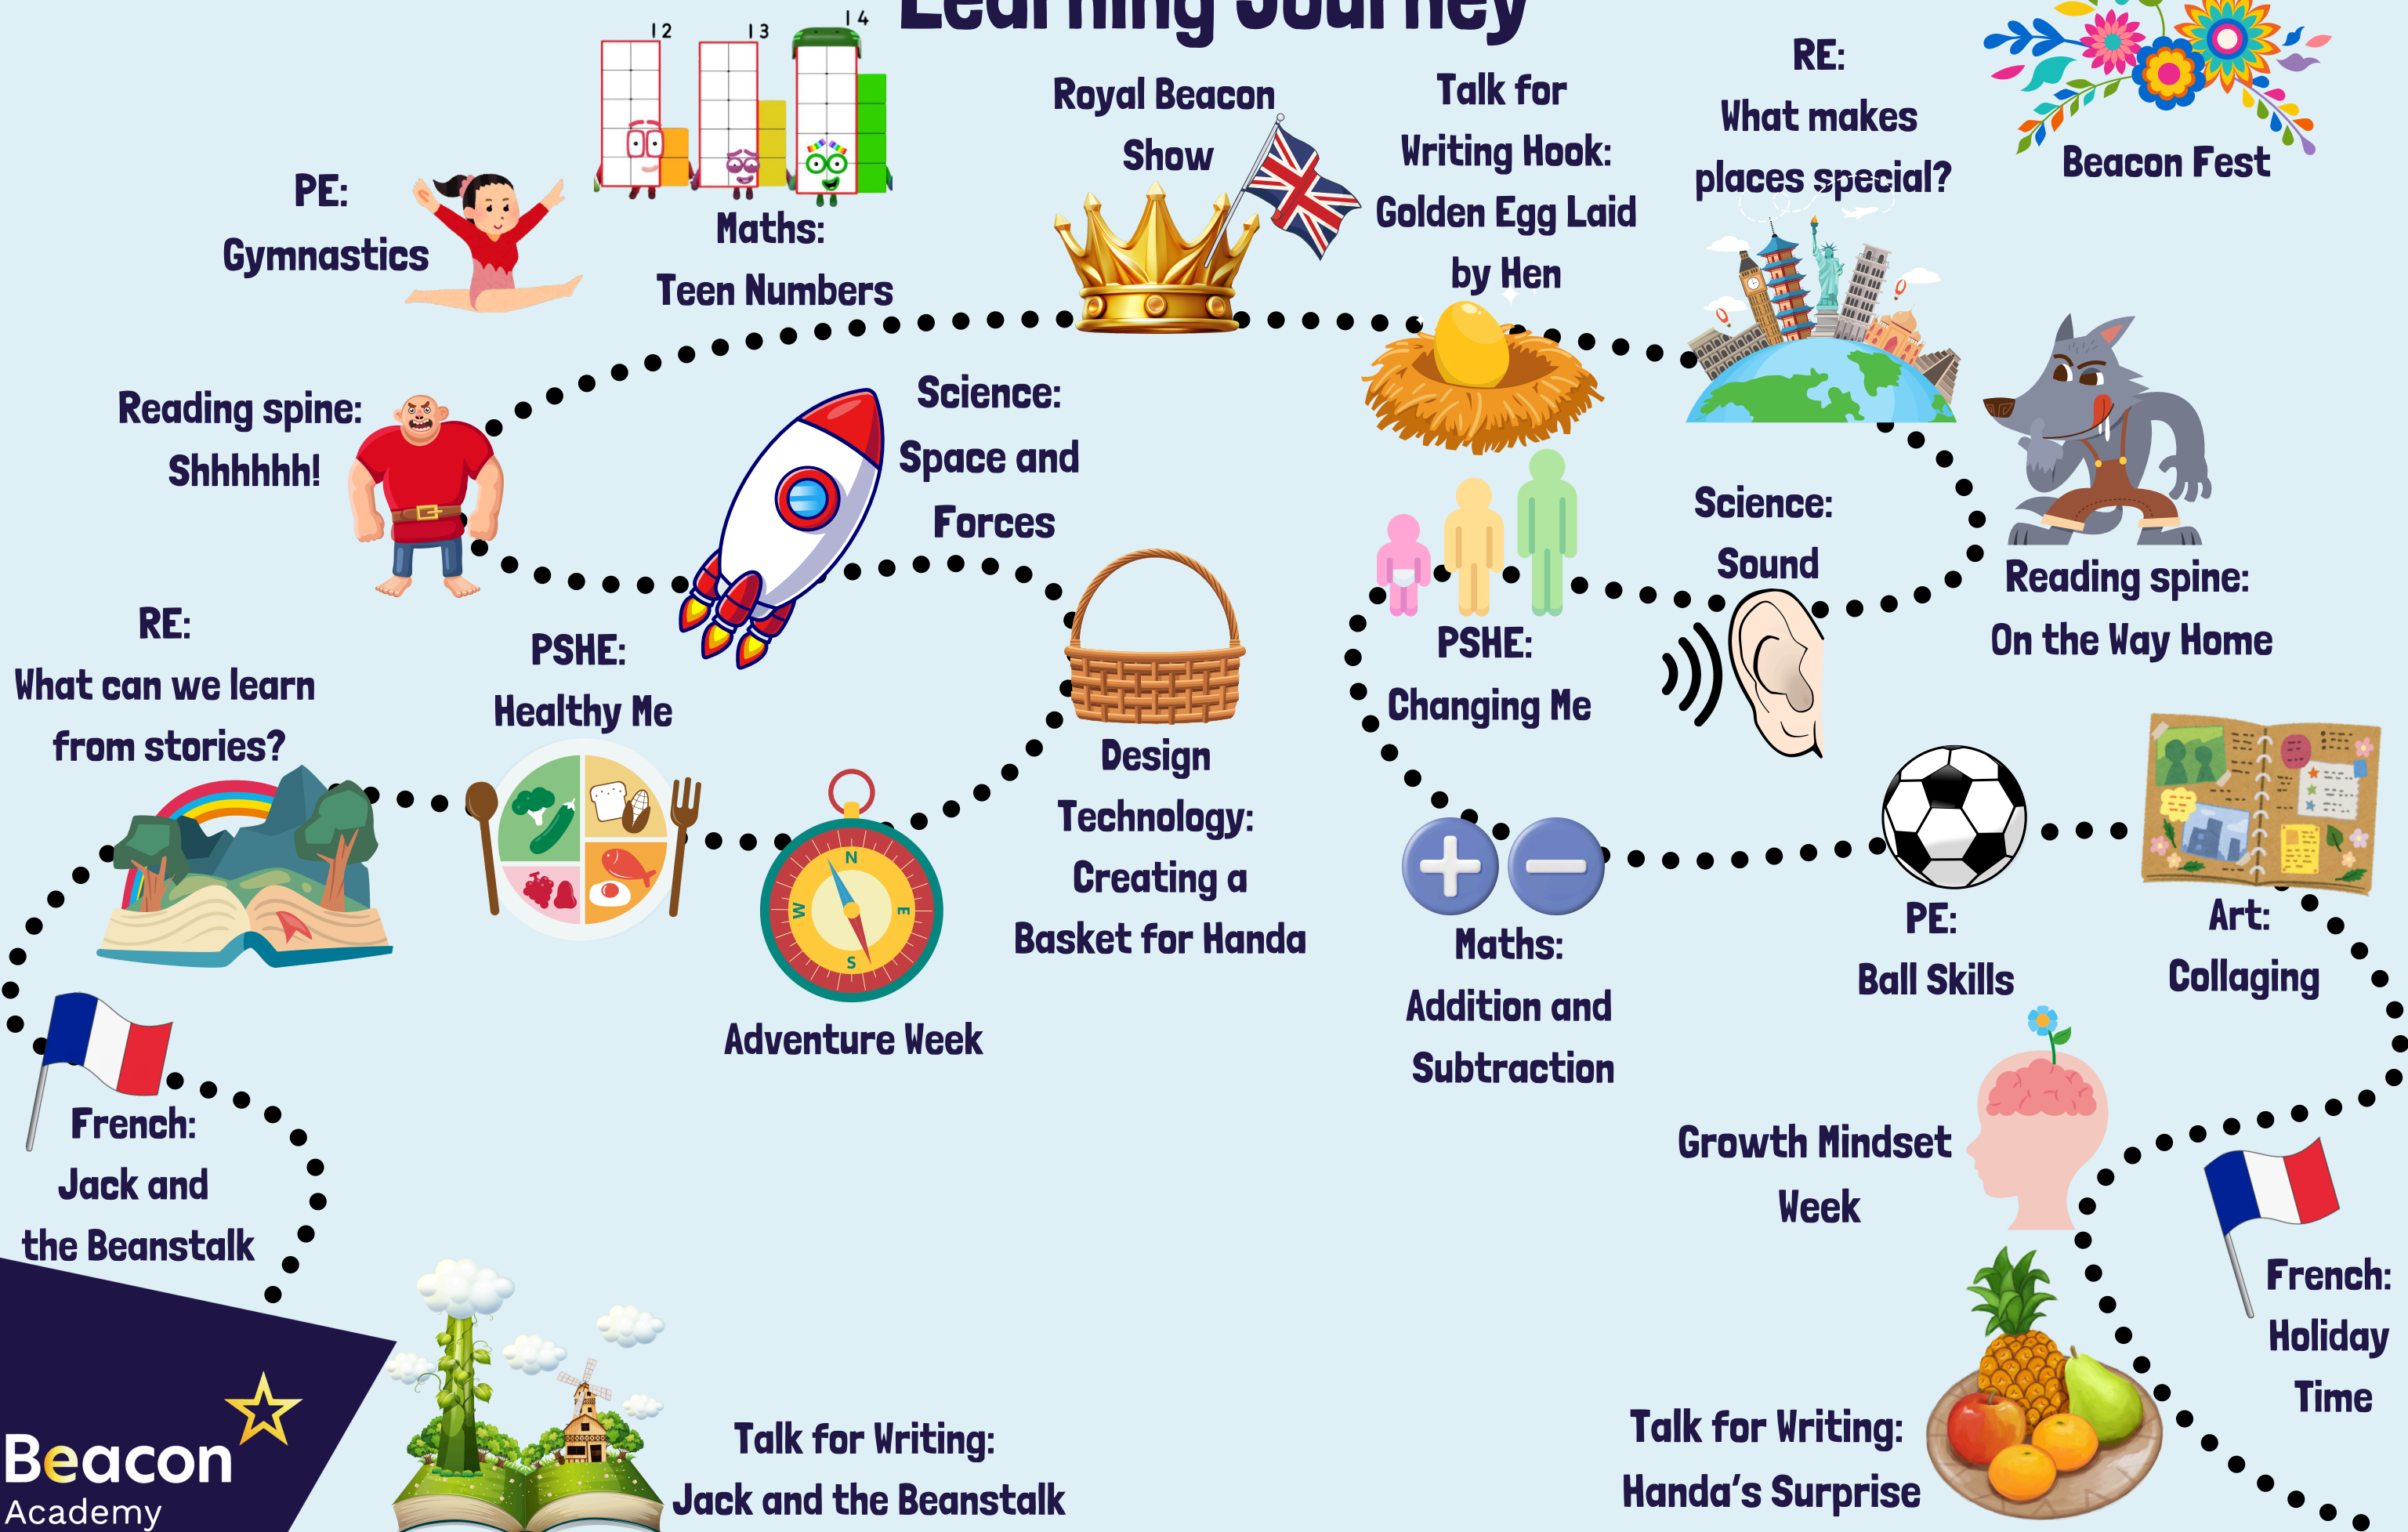 Learning Journey
12
13
14
Royal Beacon
Show
Talk for
Writing Hook:
Golden Egg Laid
by Hen
RE:
What makes
places special?
Beacon Fest
PE:
Gymnastics
Maths:
Teen Numbers
Reading spine:
Shhhhhh!
Science:
Space and
Forces
Science:
Sound
Reading spine:
On the Way Home
RE:
What can we learn
from stories?
PSHE:
Healthy Me
PSHE:
Changing Me
Design
Technology:
Creating a
Basket for Handa
N
W
E
S
Adventure Week
Maths:
Addition and
Subtraction
PE:
Ball Skills
Art:
Collaging
French:
Jack and
the Beanstalk
Growth Mindset
Week
French:
Holiday
Time
Talk for Writing:
Jack and the Beanstalk
Talk for Writing:
Handa's Surprise
Beacon
Academy